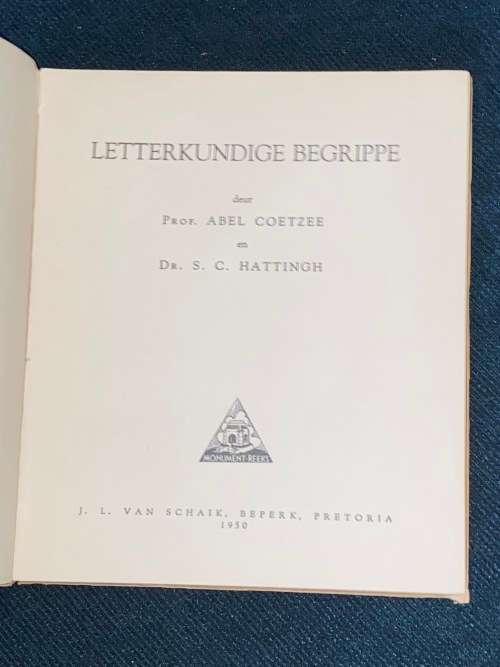 LETTERKUNDIGE BEGRIPPE
deur
PROF. ABEL COETZEE
en
DR. S. C. HATTINGH
MONUMENT-REEKS
J. L. VAN SCHAIK, BEPERK, PRETORIA
1950